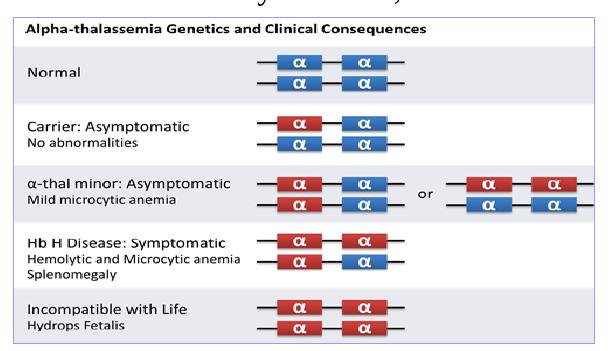 Alpha-thalassemia Genetics and Clinical Consequences
Normal
α α
α α
Carrier: Asymptomatic
No abnormalities
α α
α α
α-thal minor: Asymptomatic
Mild microcytic anemia
α α
α α
or
α α
α α
Hb H Disease: Symptomatic
Hemolytic and Microcytic anemia
Splenomegaly
α α
α α
Incompatible with Life
Hydrops Fetalis
α α
α α